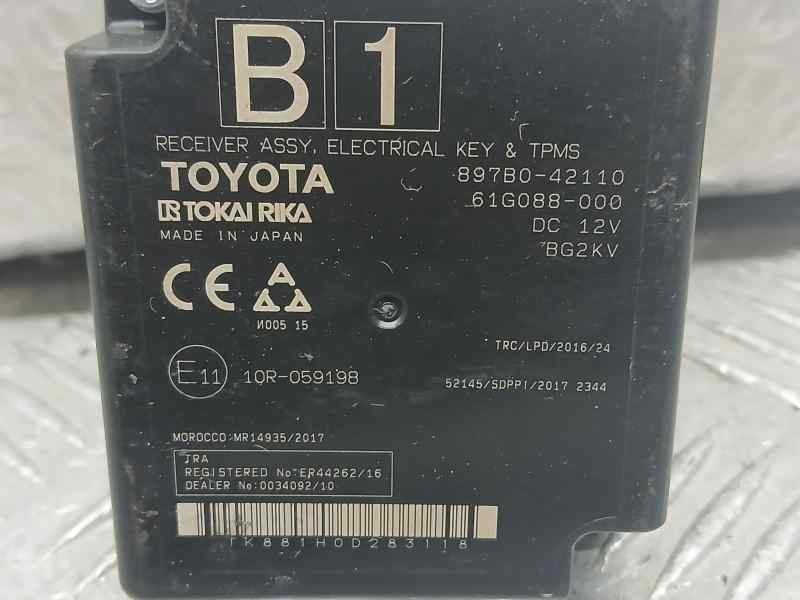 B 1
RECEIVER ASSY, ELECTRICAL KEY & TPMS
TOYOTA 897B0-42110
TOKAI RIKA 61G088-000
DC 12V
MADE IN JAPAN BG2KV
CE
И005 15
TRC/LPD/2016/24
E11 10R-059198
52145/SDPPI/2017 2344
MOROCCO:MR14935/2017
TRA
REGISTERED No:ER44262/16
DEALER No:0034092/10
TK881H0D283118